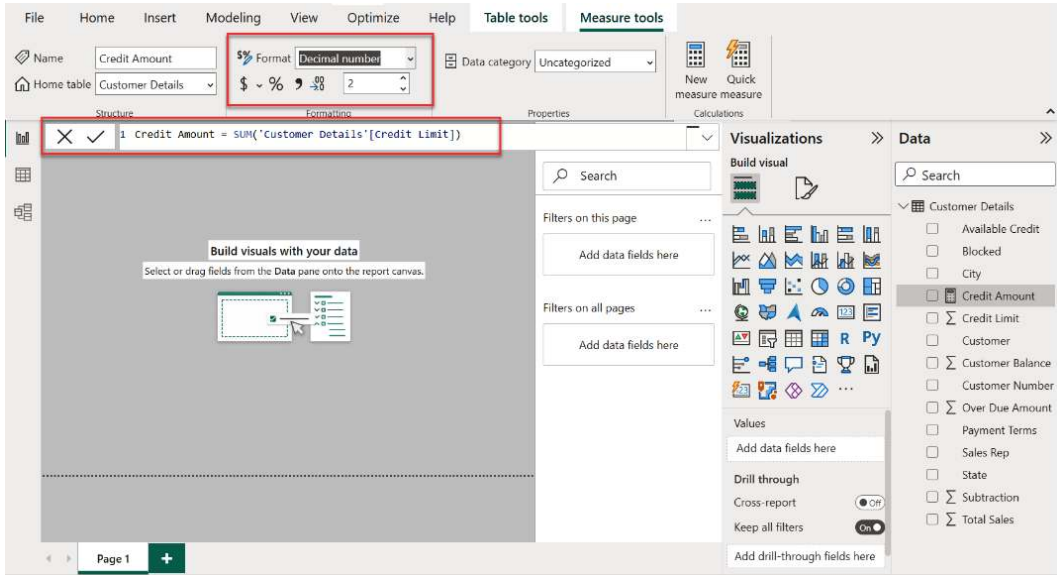 File Home Insert Modeling View Optimize Help Table tools Measure tools
Name Credit Amount
Home table Customer Details
Structure
$% Format Decimal number
$ % 9 .00 2
Formatting
Data category Uncategorized
Properties
New measure
Quick measure
Calculations
1 Credit Amount = SUM('Customer Details'[Credit Limit])
Build visuals with your data
Select or drag fields from the Data pane onto the report canvas.
Search
Filters on this page ...
Add data fields here
Filters on all pages ...
Add data fields here
Visualizations
Build visual
123
R Py
123
...
Values
Add data fields here
Drill through
Cross-report Off
Keep all filters On
Add drill-through fields here
Data
Search
Customer Details
Available Credit
Blocked
City
Credit Amount
∑ Credit Limit
Customer
∑ Customer Balance
Customer Number
∑ Over Due Amount
Payment Terms
Sales Rep
State
∑ Subtraction
∑ Total Sales
Page 1 +